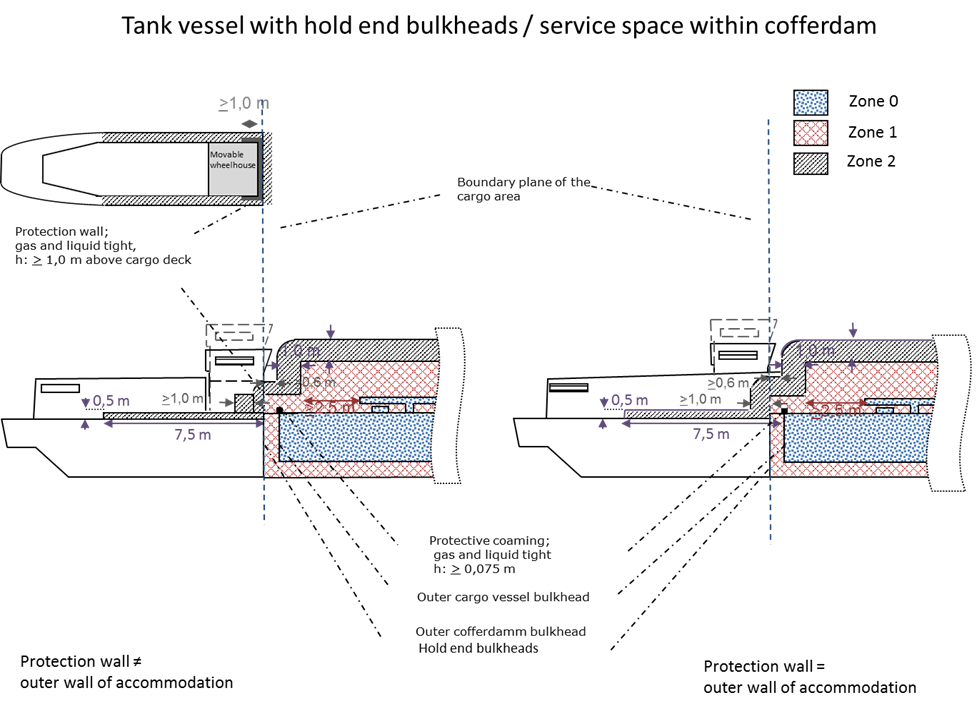 Tank vessel with hold end bulkheads / service space within cofferdam
≥1,0 m
Zone 0
Zone 1
Zone 2
Movable
wheelhouse
Boundary plane of the
cargo area
Protection wall;
gas and liquid tight,
h: ≥ 1,0 m above cargo deck
1,0 m
0,6 m
≥1,0 m
0,5 m
≥2,5 m
7,5 m
1,0 m
≥0,6 m
≥1,0 m
0,5 m
≥2,5 m
7,5 m
Protective coaming;
gas and liquid tight
h: ≥ 0,075 m
Outer cargo vessel bulkhead
Outer cofferdamm bulkhead
Hold end bulkheads
Protection wall ≠
outer wall of accommodation
Protection wall =
outer wall of accommodation